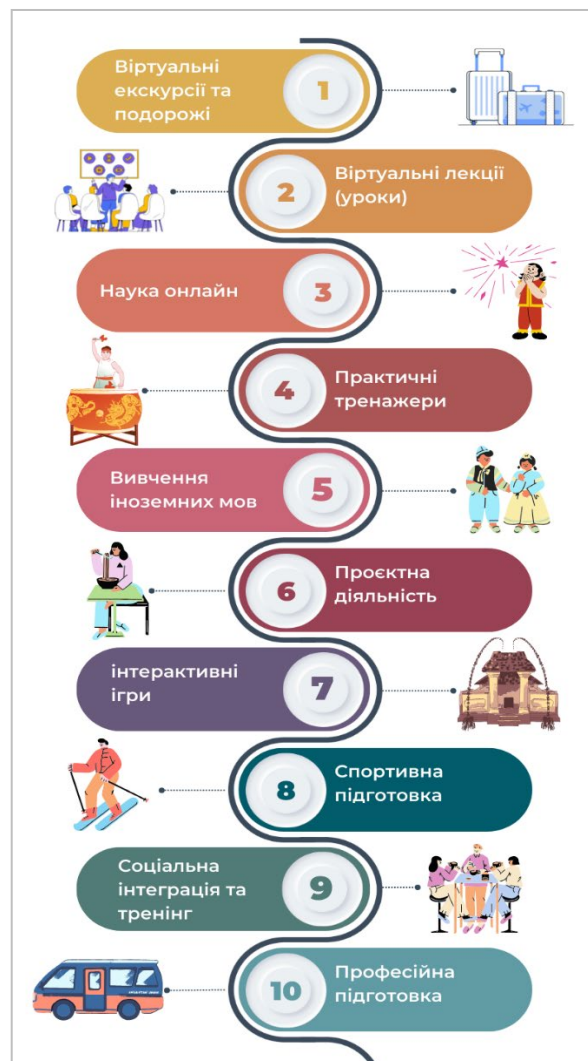 Віртуальні
екскурсії та
подорожі
1
2
Віртуальні лекції
(уроки)
Наука онлайн
3
4
Практичні
тренажери
Вивчення
іноземних мов
5
6
Проєктна
діяльність
інтерактивні
ігри
7
8
Спортивна
підготовка
Соціальна
інтеграція та
тренінг
9
10
Професійна
підготовка